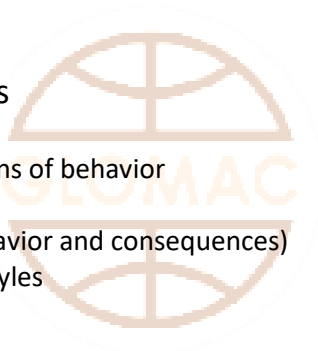 s
ns of behavior
GLOMAC
avior and consequences)
yles